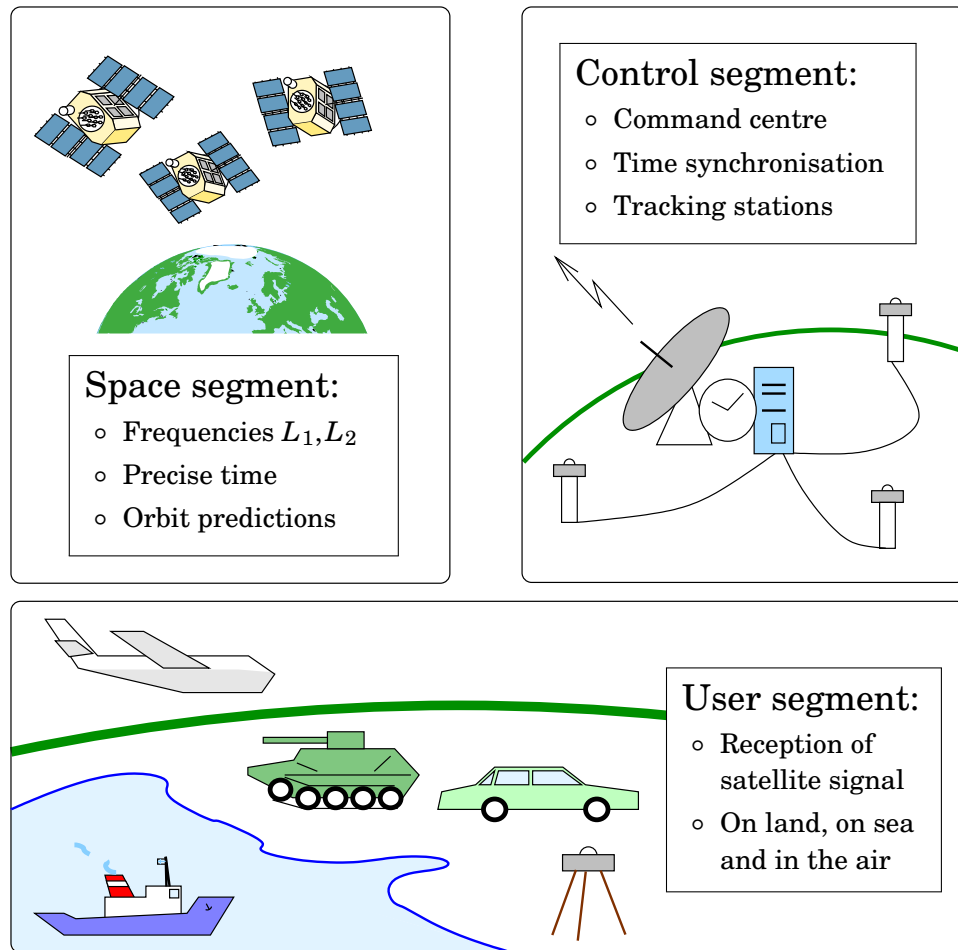 Space segment:
Frequencies L₁,L₂
Precise time
Orbit predictions
Control segment:
Command centre
Time synchronisation
Tracking stations
User segment:
Reception of
satellite signal
On land, on sea
and in the air